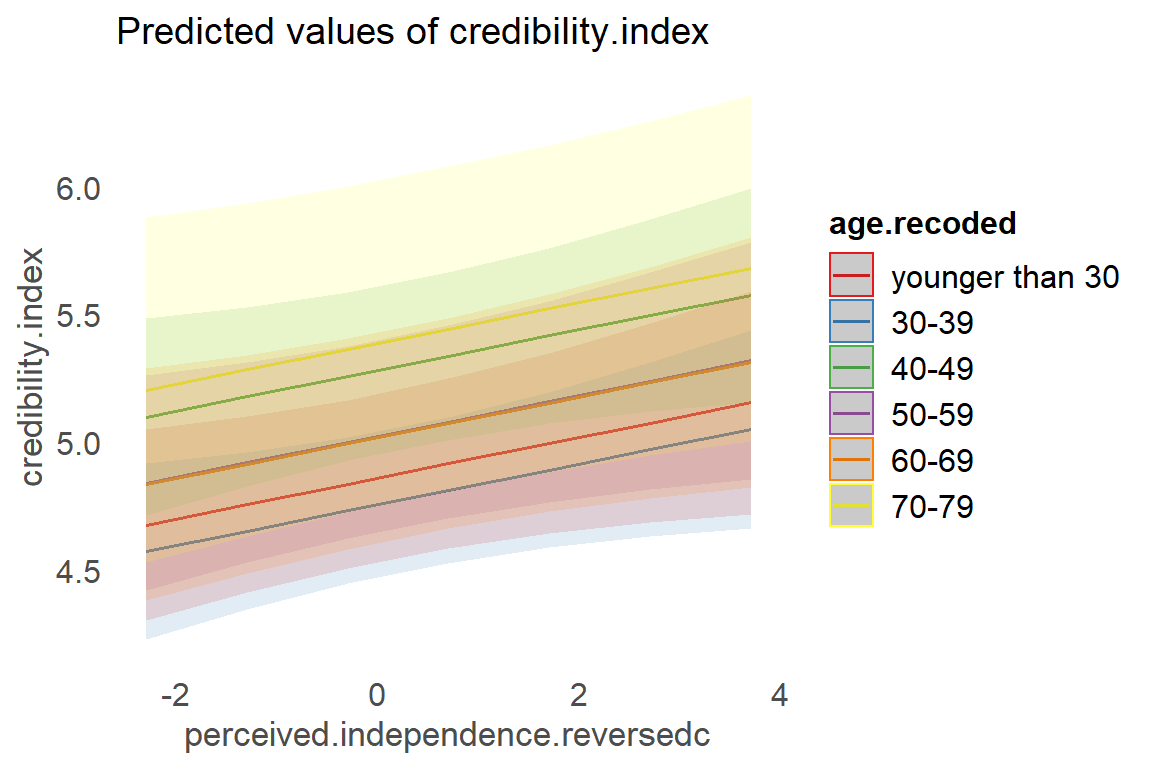 Predicted values of credibility.index
credibility.index
6.0
5.5
5.0
4.5
-2
0
2
4
perceived.independence.reversedc
age.recoded
younger than 30
30-39
40-49
50-59
60-69
70-79